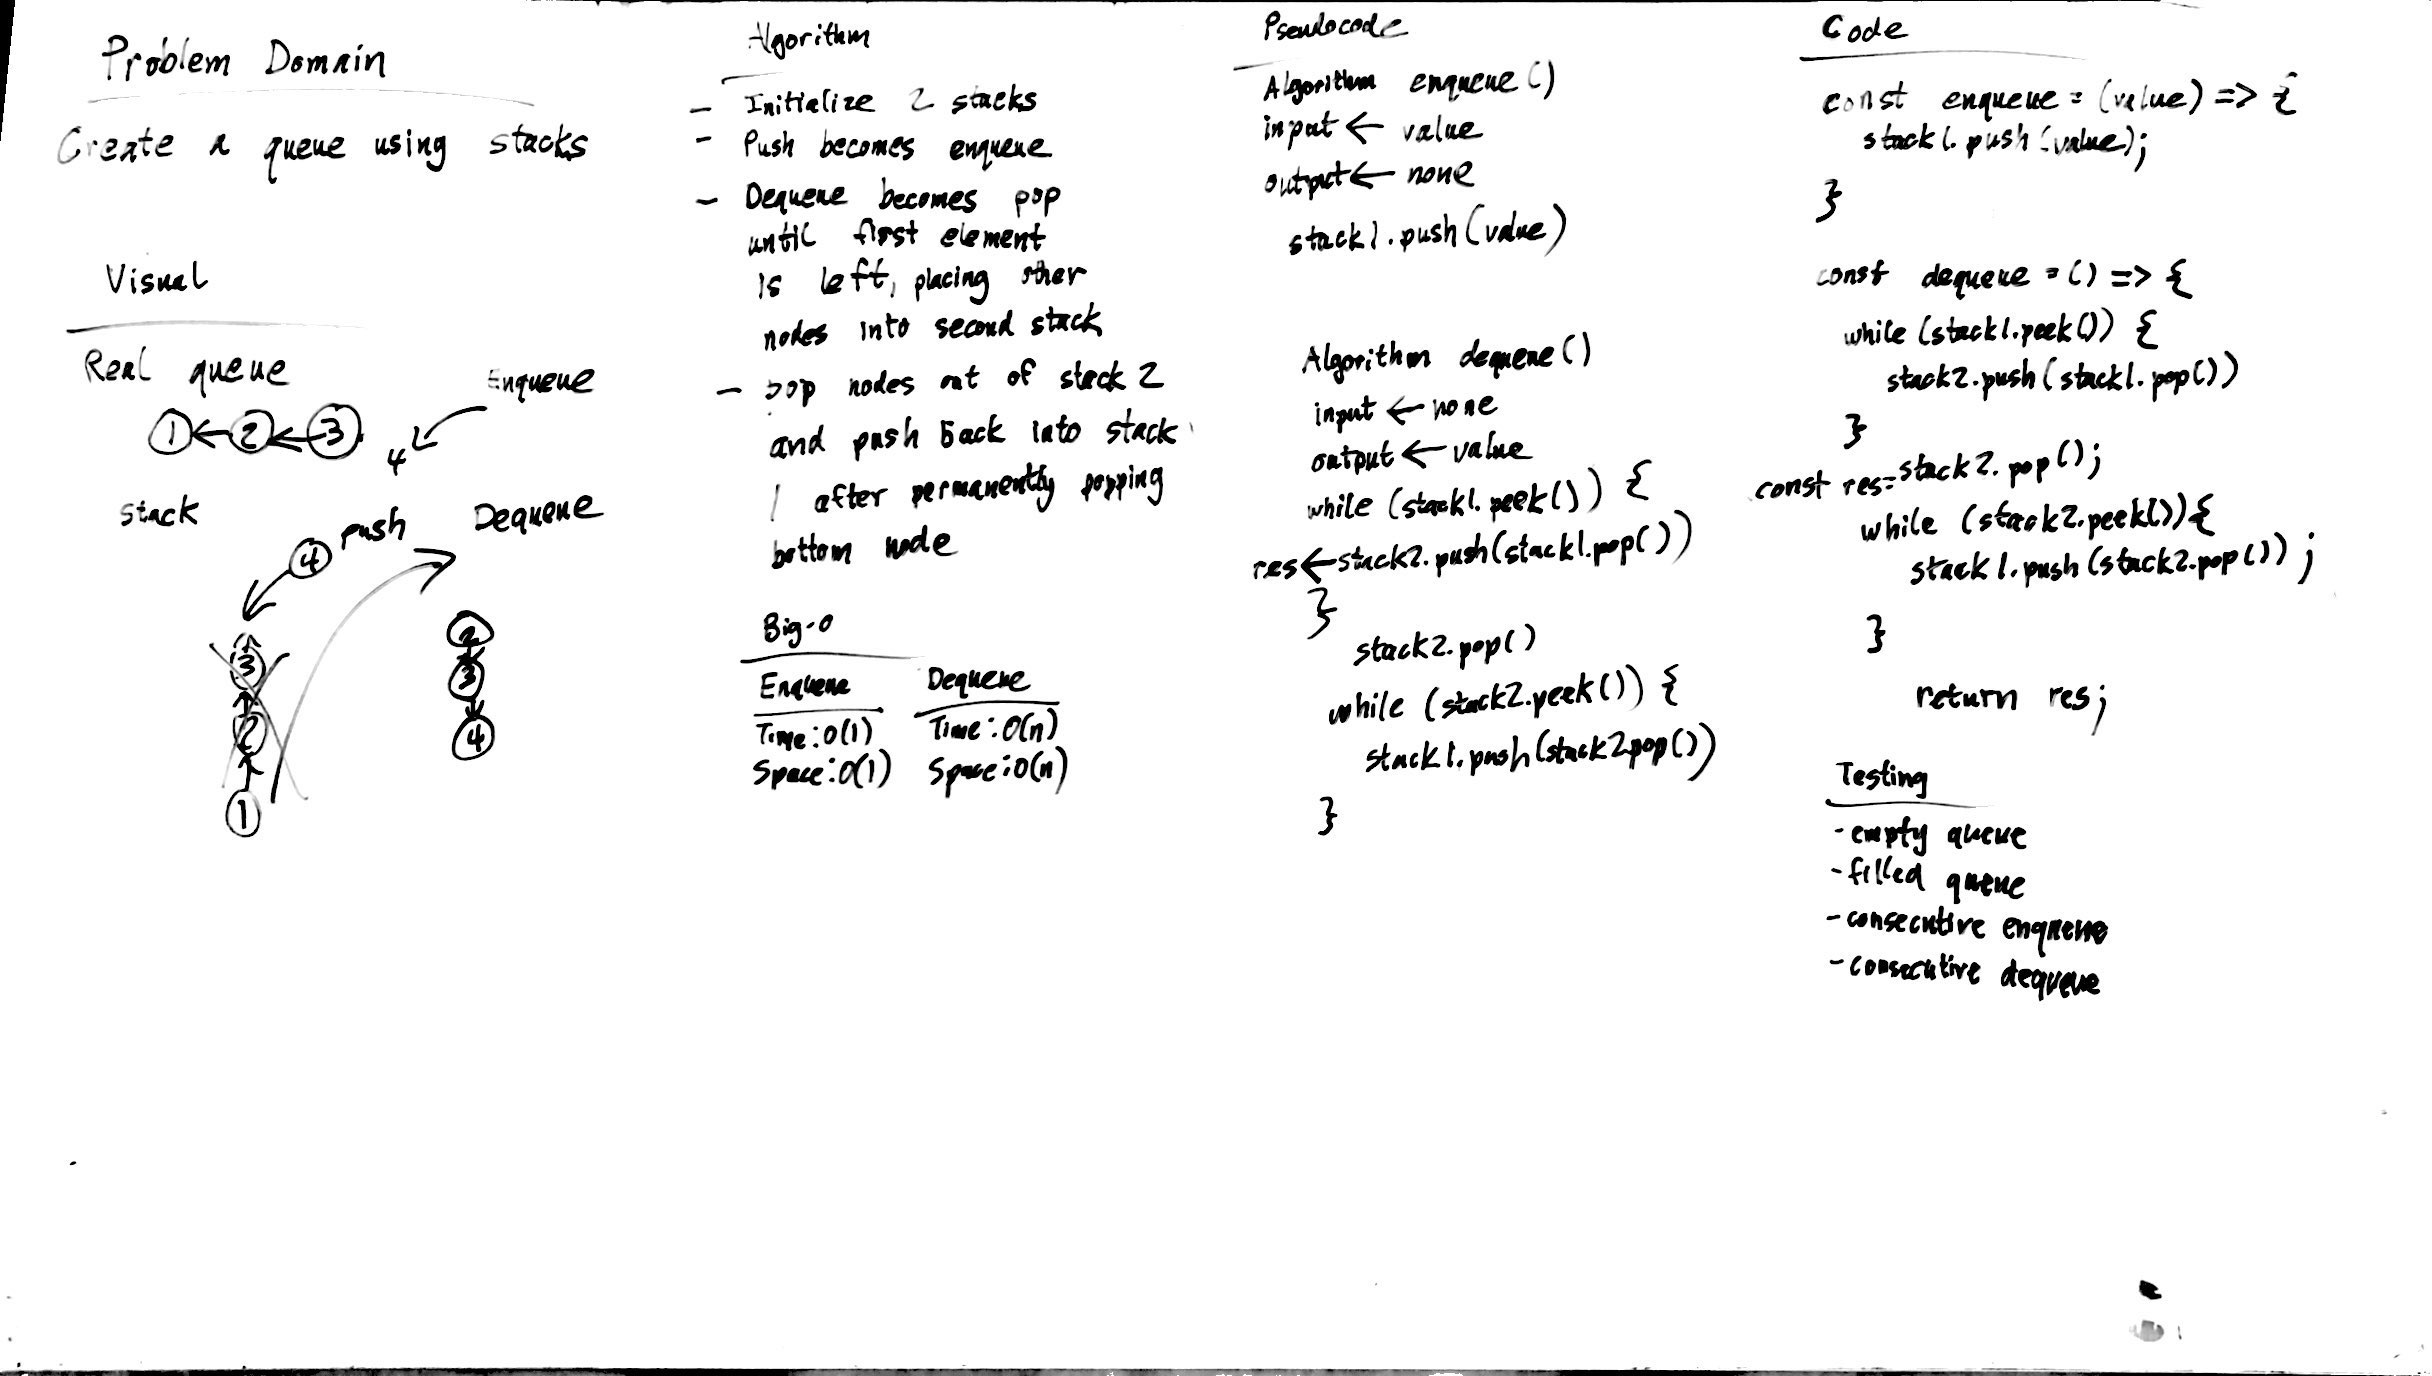 Problem Domain
Create a queue using stacks
Visual
Real queue
Enqueue
1 ← 2 ← 3
4
stack
push
Dequeue
4
3
2
1
2
3
4
Algorithm
- Initialize 2 stacks
- Push becomes enqueue
- Dequeue becomes pop
until first element
is left, placing other
nodes into second stack
- pop nodes out of stack 2
and push back into stack
1 after permanently popping
bottom node
Big-O
Enqueue
Time: O(1)
Space: O(1)
Dequeue
Time: O(n)
Space: O(n)
Pseudocode
Algorithm enqueue()
input ← value
output ← none
stack1.push(value)
Algorithm dequeue()
input ← none
output ← value
while (stack1.peek()) {
res ← stack2.push(stack1.pop())
}
stack2.pop()
while (stack2.peek()) {
stack1.push(stack2pop())
}
Code
const enqueue = (value) => {
stack1.push(value);
}
const dequeue = () => {
while (stack1.peek()) {
stack2.push(stack1.pop())
}
const res = stack2.pop();
while (stack2.peek()) {
stack1.push(stack2.pop());
}
return res;
Testing
- empty queue
- filled queue
- consecutive enqueue
- consecutive dequeue